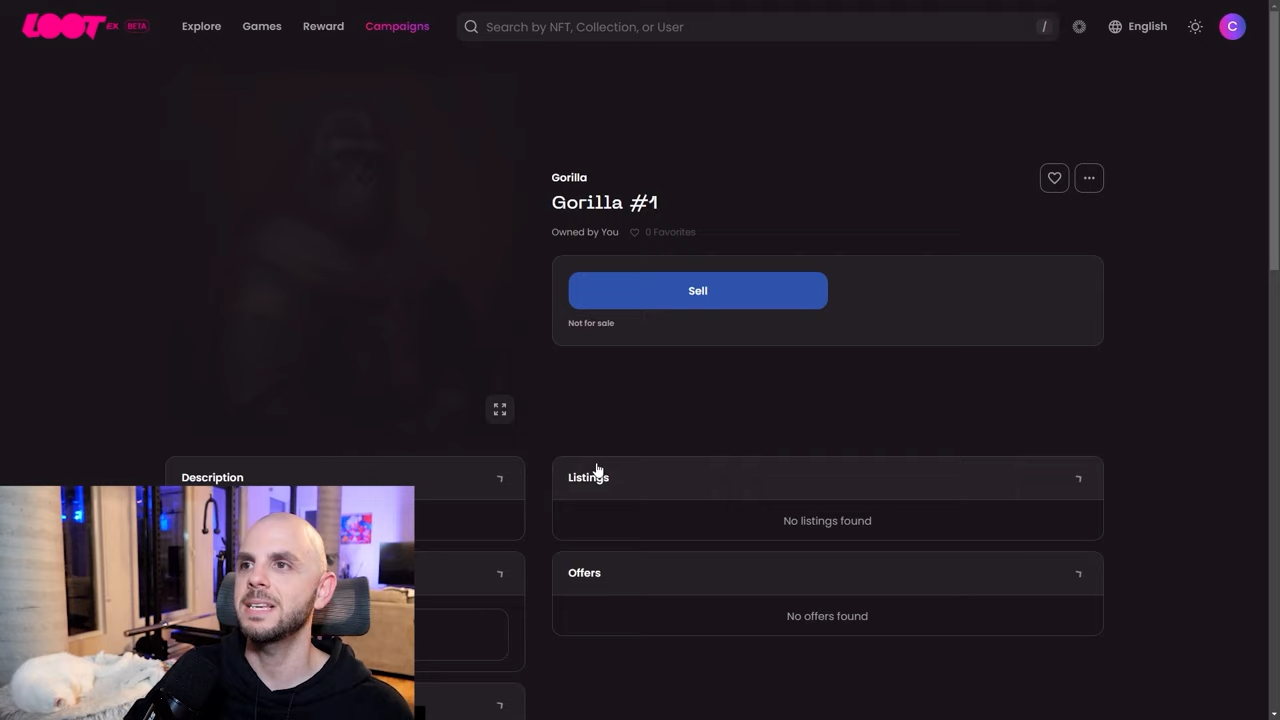 LOOT EX BETA
Explore
Games
Reward
Campaigns
Search by NFT, Collection, or User
/
English
C
Gorilla
Gorilla #1
Owned by You
0 Favorites
Sell
Not for sale
Description
Listings
No listings found
Offers
No offers found